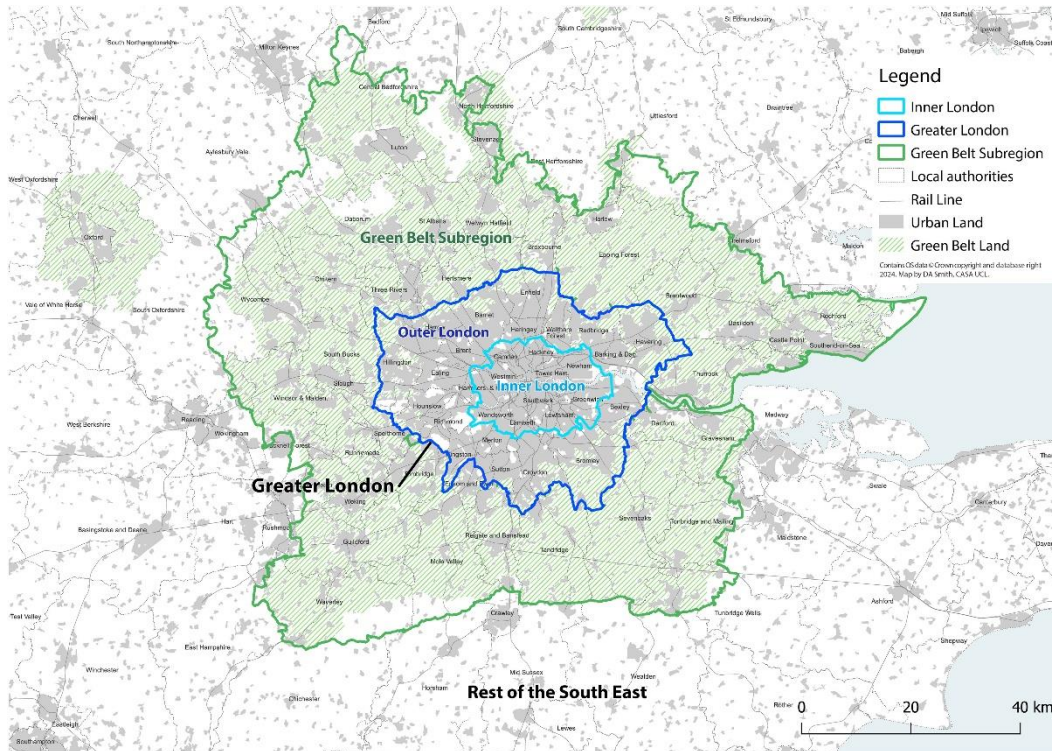 Bedford
Mid Suffolk
South Northamptonshire
Milton Keynes
South Cambridgeshire
St Edmundsbury
Ipswich
Suffolk Coast
Babergh
Legend
Inner London
Greater London
Green Belt Subregion
Local authorities
Rail Line
Urban Land
Green Belt Land
Contains OS data © Crown copyright and database right
2024. Map by DA Smith, CASA UCL.
Central Bedfordshire
North Hertfordshire
Braintree
Cherwell
Uttlesford
Stevenage
Luton
Aylesbury Vale
East Hertfordshire
West Oxfordshire
Dacorum
St Albans
Welwyn Hatfield
Harlow
Oxford
Green Belt Subregion
Chelmsford
Maldon
Broxbourne
Epping Forest
Chiltern
Three Rivers
Hertsmere
Vale of White Horse
South Oxfordshire
Wycombe
Enfield
Brentwood
Rochford
Barnet
Outer London
Haringey
Waltham
Forest
Redbridge
Havering
Basildon
Castle Point
Southend-on-Sea
South Bucks
Hillingdon
Brent
Camden
Hackney
Barking & Dag
Newham
Ealing
Westmin
Tower Ham
Thurrock
Slough
Inner London
Windsor & Maiden
Southwark
Greenwich
Hounslow
Wandsworth
Lewisham
Bexley
Reading
Richmond
Lambeth
Dartford
Medway
West Berkshire
Wokingham
Spelthorne
Merton
Gravesham
Bracknell Forest
Runnymede
Kingston
Sutton
Bromley
Croydon
Greater London
Elmbridge
Epsom and Ewell
Swale
Woking
Canterbury
Basingstoke and Deane
Hart
Rushmoor
Sevenoaks
Tonbridge and Malling
Maidstone
Guildford
Reigate and Banstead
Tandridge
Mole Valley
Waverley
Ashford
Test Valley
Crawley
Tunbridge Wells
East Hampshire
Shepway
Winchester
Mid Sussex
Horsham
Wealden
Chichester
Rest of the South East
Rother
0 20 40 km
Eastleigh
Southampton
Lewes